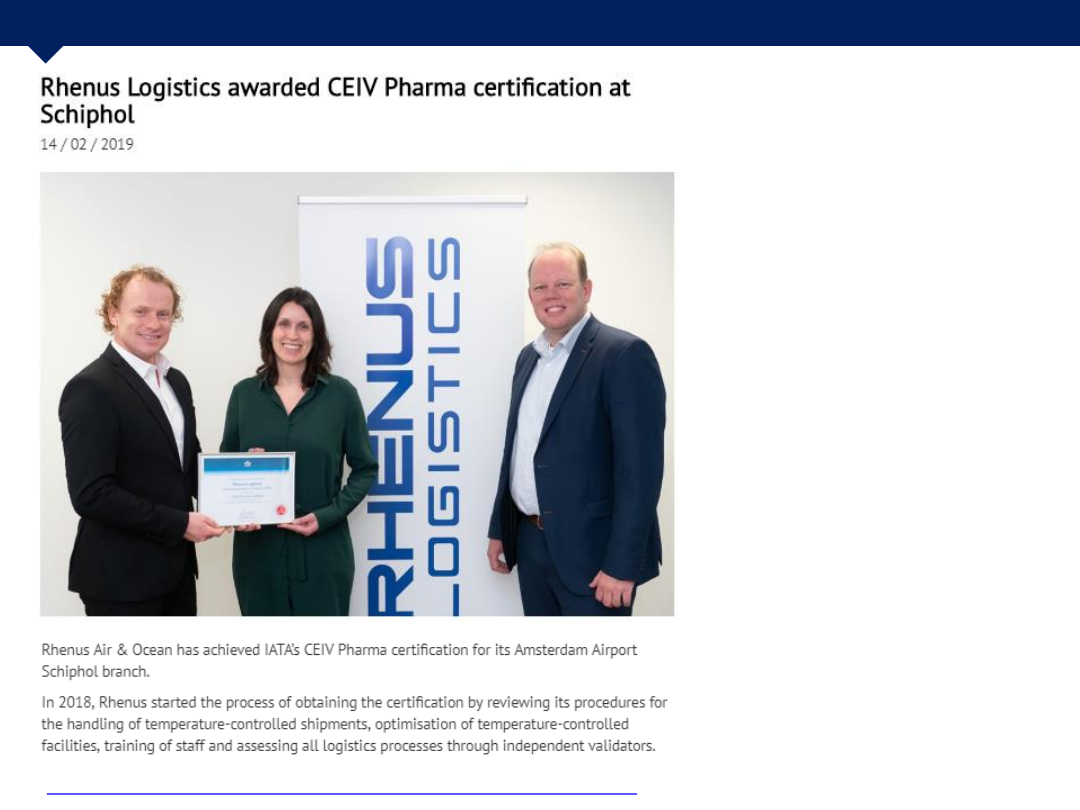 Rhenus Logistics awarded CEIV Pharma certification at
Schiphol
14 / 02 / 2019
RHENUS
LOGISTICS
Rhenus Logistics
Rhenus Air & Ocean has achieved IATA's CEIV Pharma certification for its Amsterdam Airport
Schiphol branch.
In 2018, Rhenus started the process of obtaining the certification by reviewing its procedures for
the handling of temperature-controlled shipments, optimisation of temperature-controlled
facilities, training of staff and assessing all logistics processes through independent validators.